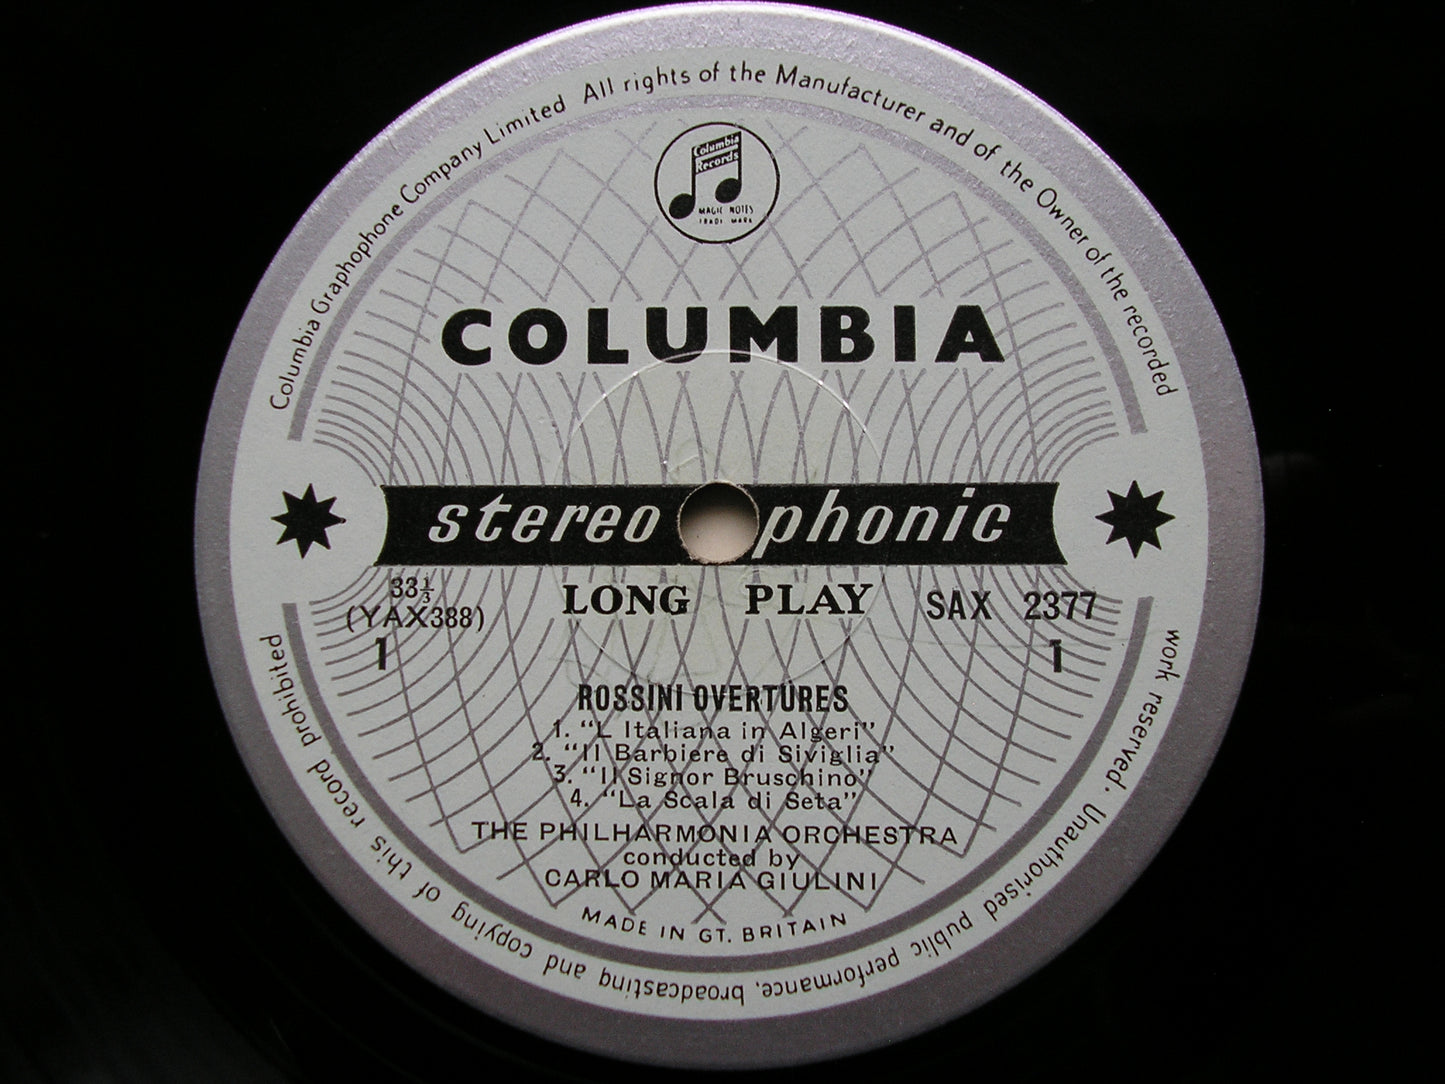 Columbia Graphophone Company Limited All rights of the Manufacturer and of the Owner of the recorded
work reserved. Unauthorised public performance, broadcasting and copying of this record prohibited
Columbia
Records
MAGIC NOTES
TRADE MARK
COLUMBIA
stereophonic
33⅓
(YAX388)
1
LONG PLAY
SAX 2377
1
ROSSINI OVERTURES
1. “L Italiana in Algeri”
2. “Il Barbiere di Siviglia”
3. “Il Signor Bruschino”
4. “La Scala di Seta”
THE PHILHARMONIA ORCHESTRA
conducted by
CARLO MARIA GIULINI
MADE IN GT. BRITAIN